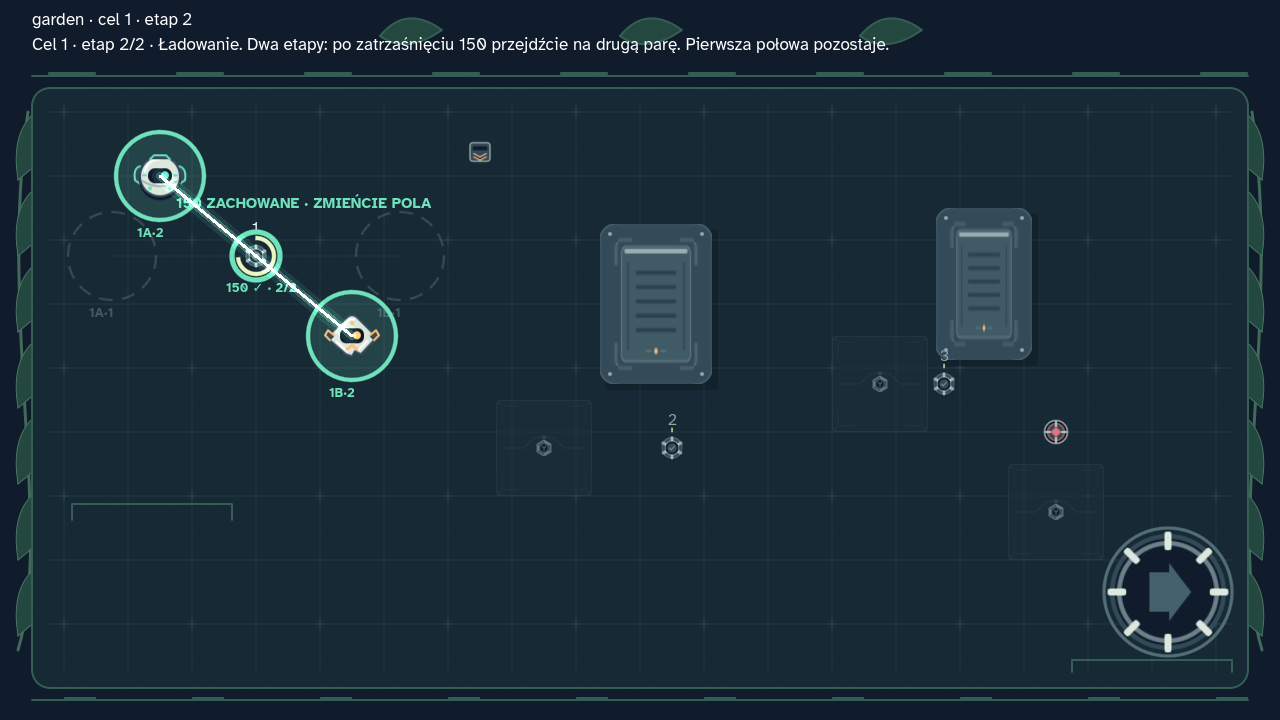 garden · cel 1 · etap 2
Cel 1 · etap 2/2 · Ładowanie. Dwa etapy: po zatrzaśnięciu 150 przejdźcie na drugą parę. Pierwsza połowa pozostaje.
150 ZACHOWANE · ZMIEŃCIE POLA
1A·2
1
150 ✓ · 2/2
1A·1
1B·1
1B·2
3
2